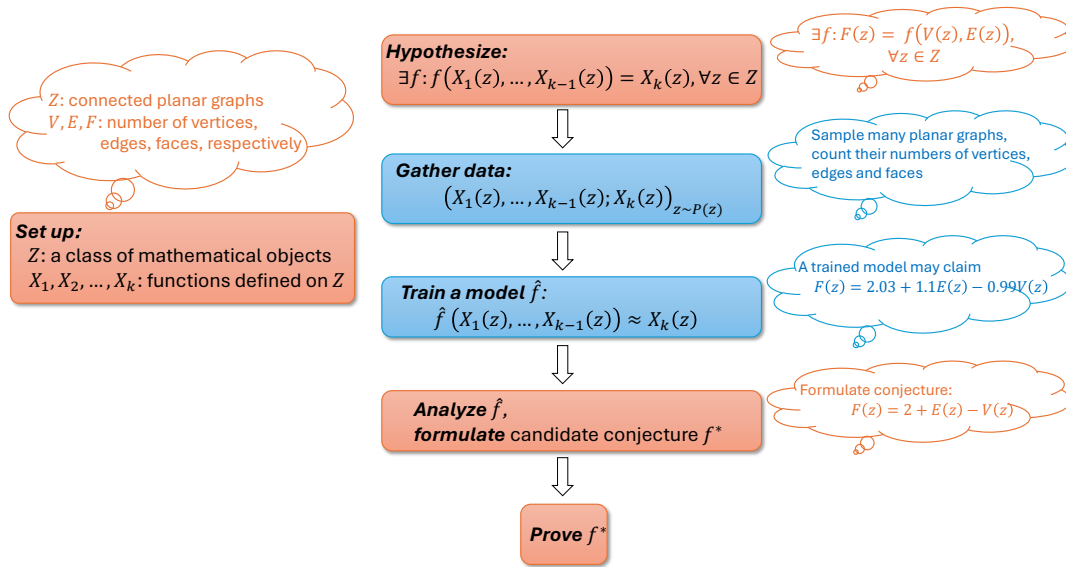 Z: connected planar graphs
V, E, F: number of vertices,
edges, faces, respectively
Set up:
Z: a class of mathematical objects
X₁, X₂, …, Xₖ: functions defined on Z
Hypothesize:
∃f: f(X₁(z), …, Xₖ₋₁(z)) = Xₖ(z), ∀z ∈ Z
∃f: F(z) = f(V(z), E(z)),
∀z ∈ Z
Gather data:
(X₁(z), …, Xₖ₋₁(z); Xₖ(z))_{z~P(z)}
Sample many planar graphs,
count their numbers of vertices,
edges and faces
Train a model f̂:
f̂ (X₁(z), …, Xₖ₋₁(z)) ≈ Xₖ(z)
A trained model may claim
F(z) = 2.03 + 1.1E(z) − 0.99V(z)
Analyze f̂,
formulate candidate conjecture f*
Formulate conjecture:
F(z) = 2 + E(z) − V(z)
Prove f*